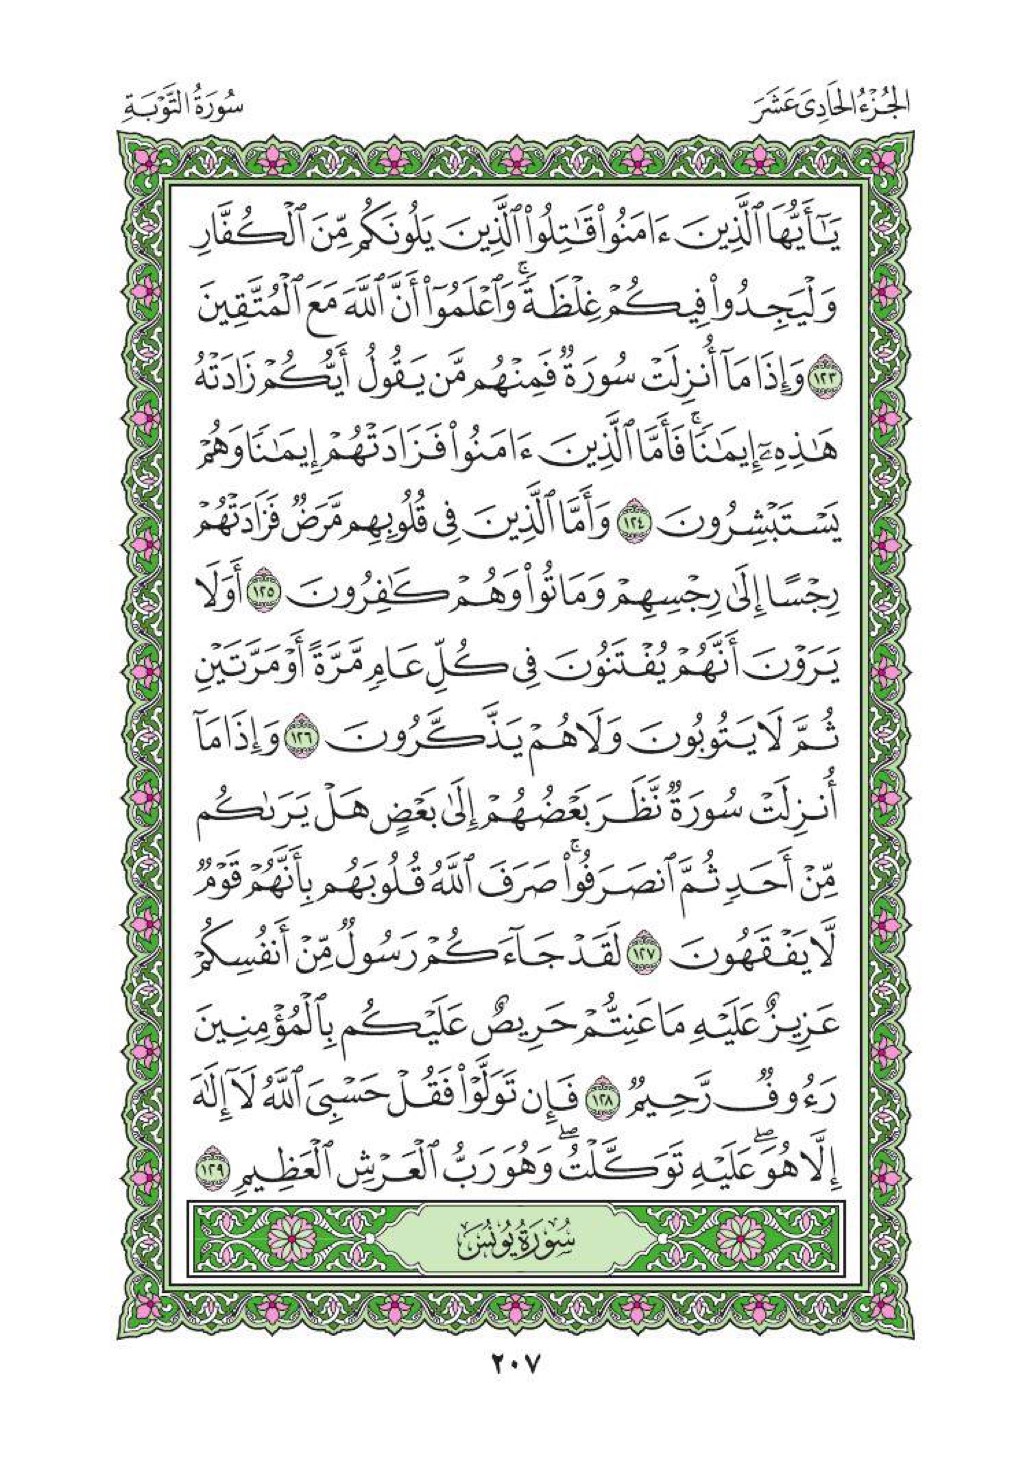 الجُزْءُ الحَادِيَ عَشَرَ
سُورَةُ التَّوْبَةِ
يَـٰٓأَيُّهَا ٱلَّذِينَ ءَامَنُوا۟ قَـٰتِلُوا۟ ٱلَّذِينَ يَلُونَكُم مِّنَ ٱلْكُفَّارِ
وَلْيَجِدُوا۟ فِيكُمْ غِلْظَةً ۚ وَٱعْلَمُوٓا۟ أَنَّ ٱللَّهَ مَعَ ٱلْمُتَّقِينَ
١٢٣ وَإِذَا مَآ أُنزِلَتْ سُورَةٌ فَمِنْهُم مَّن يَقُولُ أَيُّكُمْ زَادَتْهُ
هَـٰذِهِۦٓ إِيمَـٰنًا ۚ فَأَمَّا ٱلَّذِينَ ءَامَنُوا۟ فَزَادَتْهُمْ إِيمَـٰنًا وَهُمْ
يَسْتَبْشِرُونَ ١٢٤ وَأَمَّا ٱلَّذِينَ فِى قُلُوبِهِم مَّرَضٌ فَزَادَتْهُمْ
رِجْسًا إِلَىٰ رِجْسِهِمْ وَمَاتُوا۟ وَهُمْ كَـٰفِرُونَ ١٢٥ أَوَلَا
يَرَوْنَ أَنَّهُمْ يُفْتَنُونَ فِى كُلِّ عَامٍ مَّرَّةً أَوْ مَرَّتَيْنِ
ثُمَّ لَا يَتُوبُونَ وَلَا هُمْ يَذَّكَّرُونَ ١٢٦ وَإِذَا مَآ
أُنزِلَتْ سُورَةٌ نَّظَرَ بَعْضُهُمْ إِلَىٰ بَعْضٍ هَلْ يَرَىٰكُم
مِّنْ أَحَدٍ ثُمَّ ٱنصَرَفُوا۟ ۚ صَرَفَ ٱللَّهُ قُلُوبَهُم بِأَنَّهُمْ قَوْمٌ
لَّا يَفْقَهُونَ ١٢٧ لَقَدْ جَآءَكُمْ رَسُولٌ مِّنْ أَنفُسِكُمْ
عَزِيزٌ عَلَيْهِ مَا عَنِتُّمْ حَرِيصٌ عَلَيْكُم بِٱلْمُؤْمِنِينَ
رَءُوفٌ رَّحِيمٌ ١٢٨ فَإِن تَوَلَّوْا۟ فَقُلْ حَسْبِىَ ٱللَّهُ لَآ إِلَـٰهَ
إِلَّا هُوَ ۖ عَلَيْهِ تَوَكَّلْتُ ۖ وَهُوَ رَبُّ ٱلْعَرْشِ ٱلْعَظِيمِ ١٢٩
سُورَةُ يُونُسَ
٢٠٧